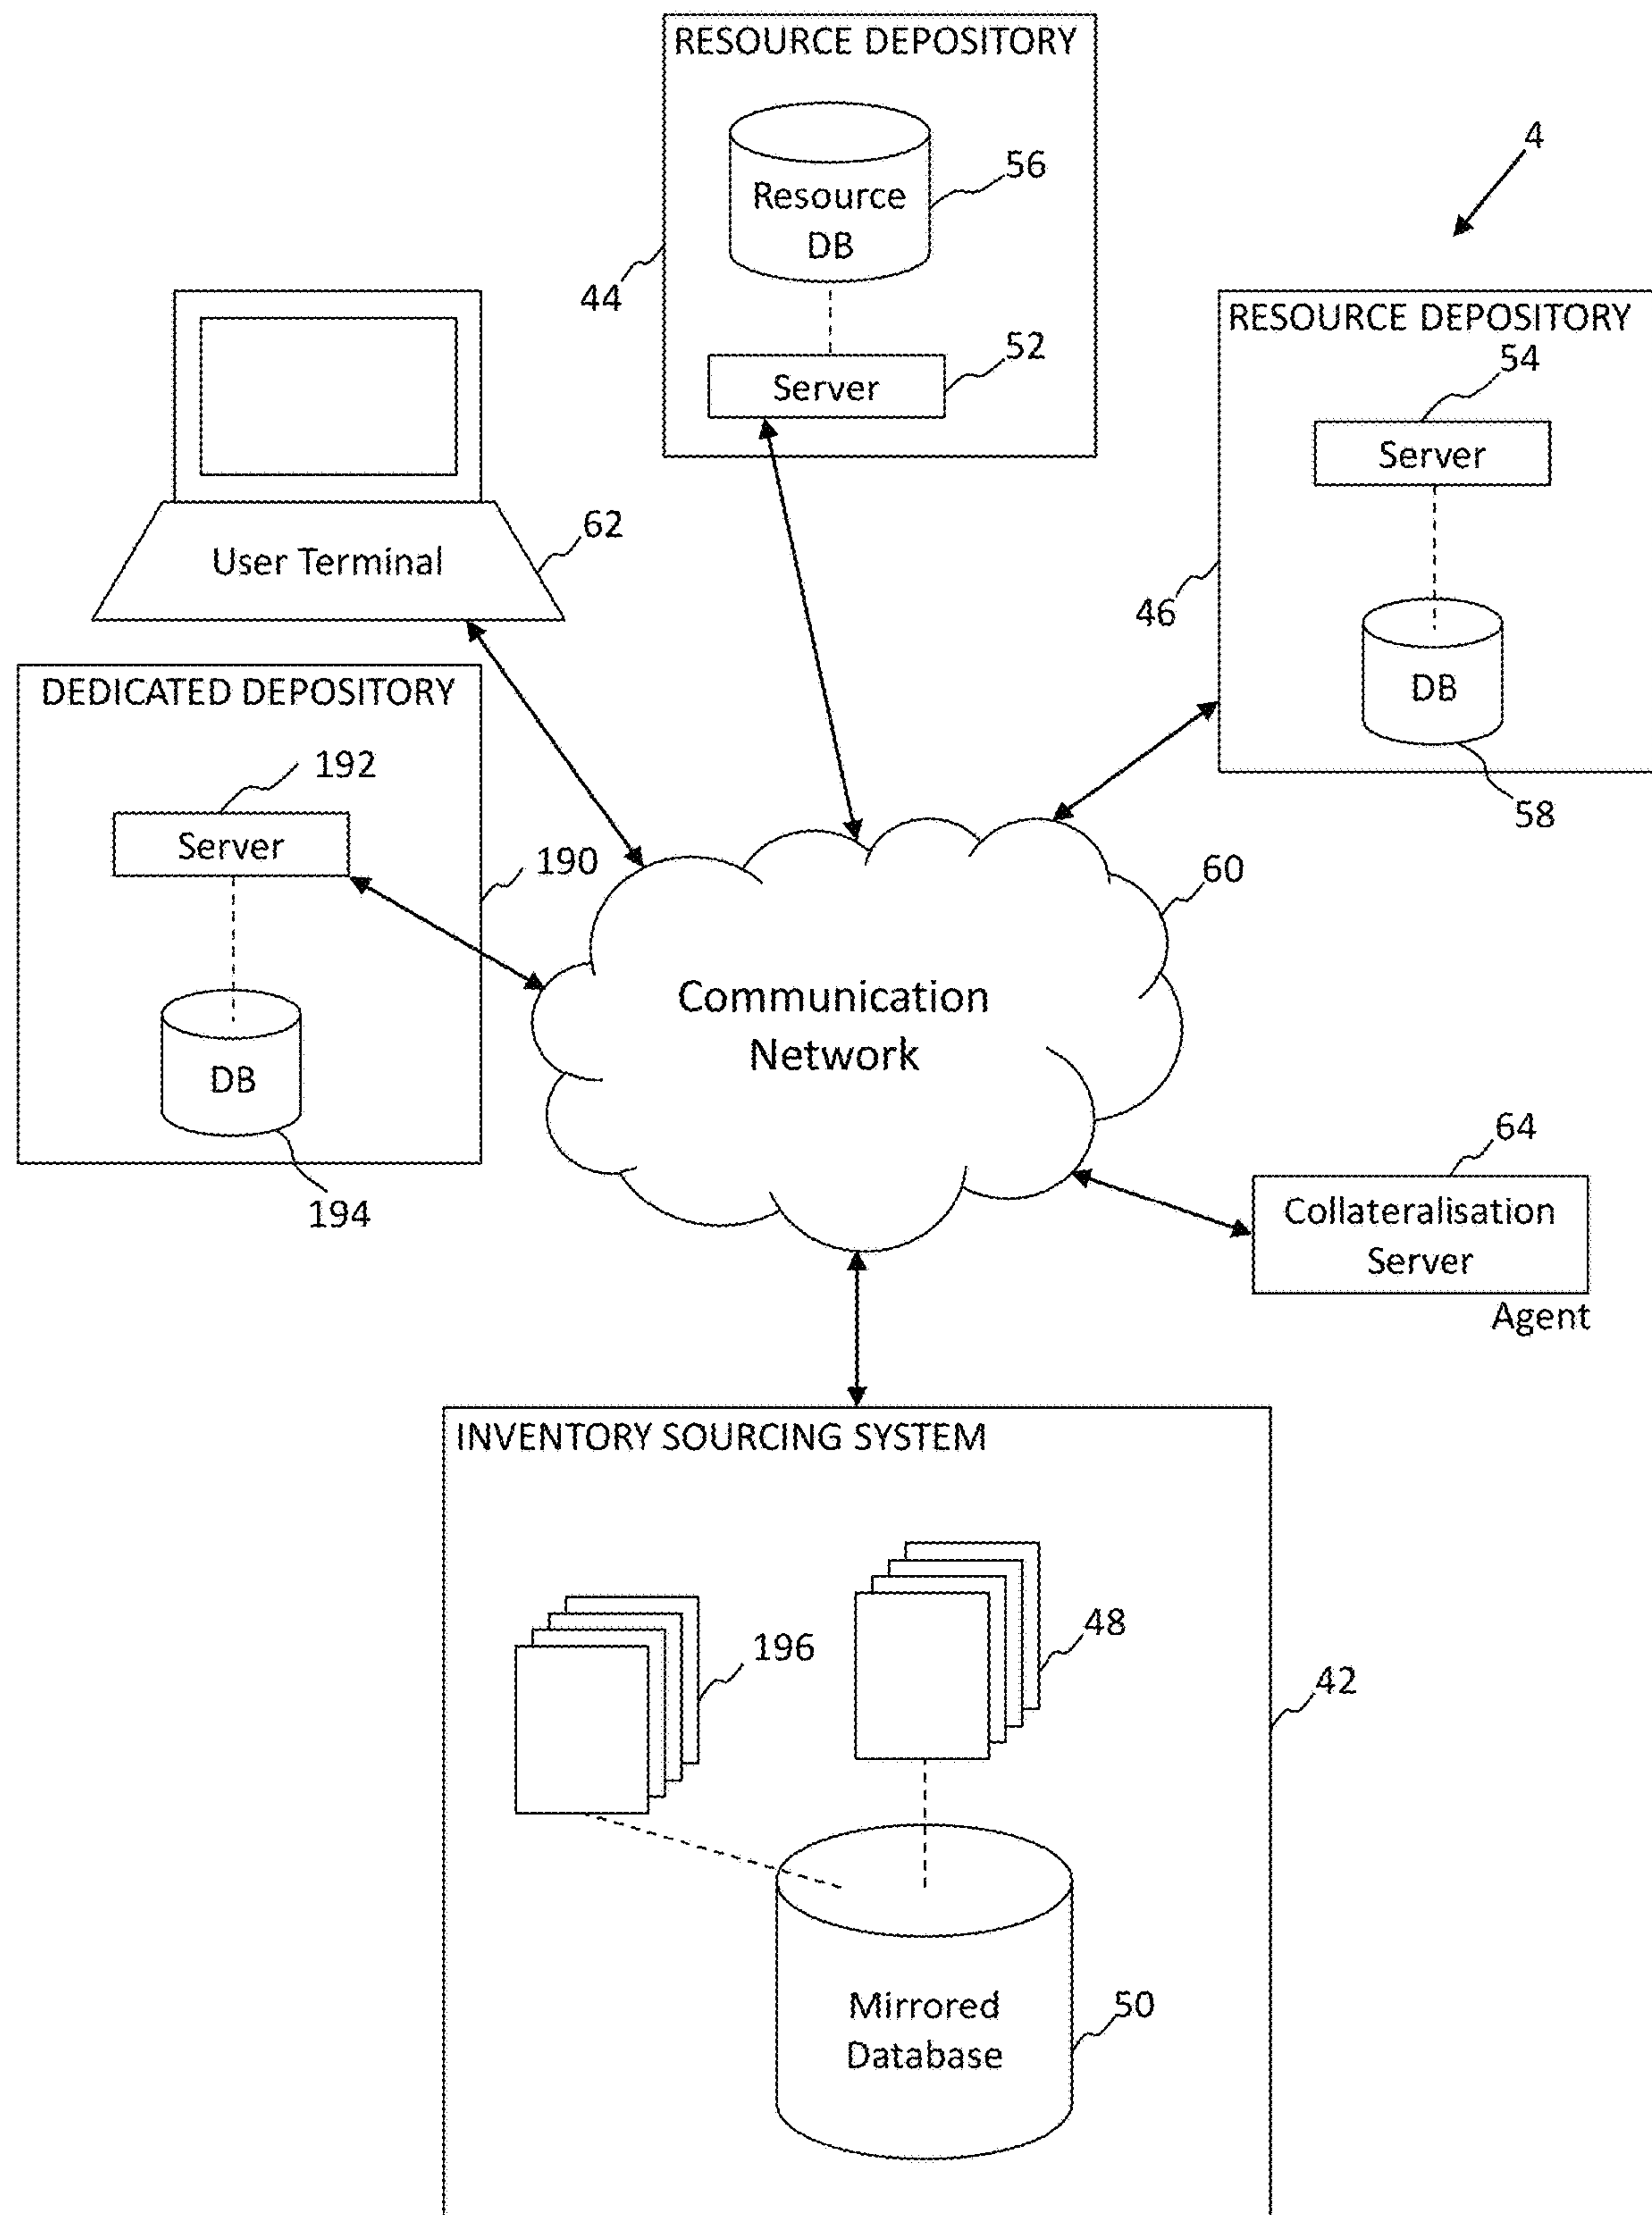 RESOURCE DEPOSITORY
4
56
Resource
DB
44
RESOURCE DEPOSITORY
52
Server
54
Server
62
User Terminal
46
DB
DEDICATED DEPOSITORY
192
58
Server
190
60
Communication
Network
DB
64
194
Collateralisation
Server
Agent
INVENTORY SOURCING SYSTEM
48
196
42
Mirrored
Database
50